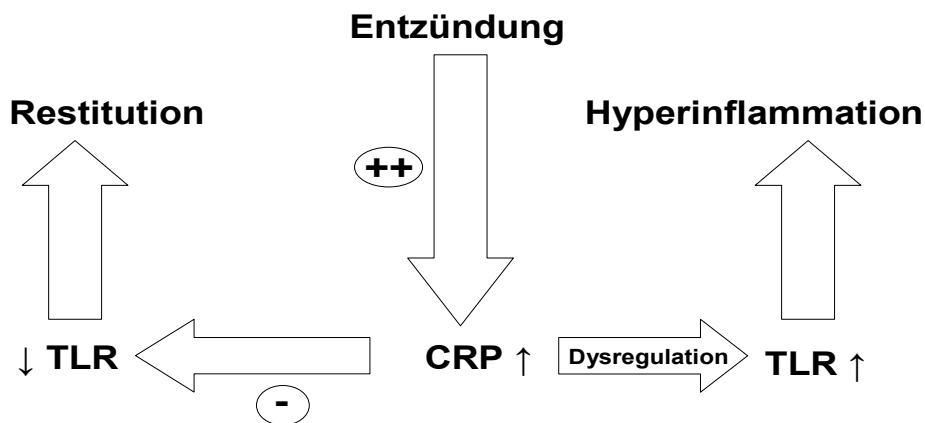 Entzündung
Restitution
Hyperinflammation
++
↓ TLR
CRP ↑
Dysregulation
TLR ↑
-